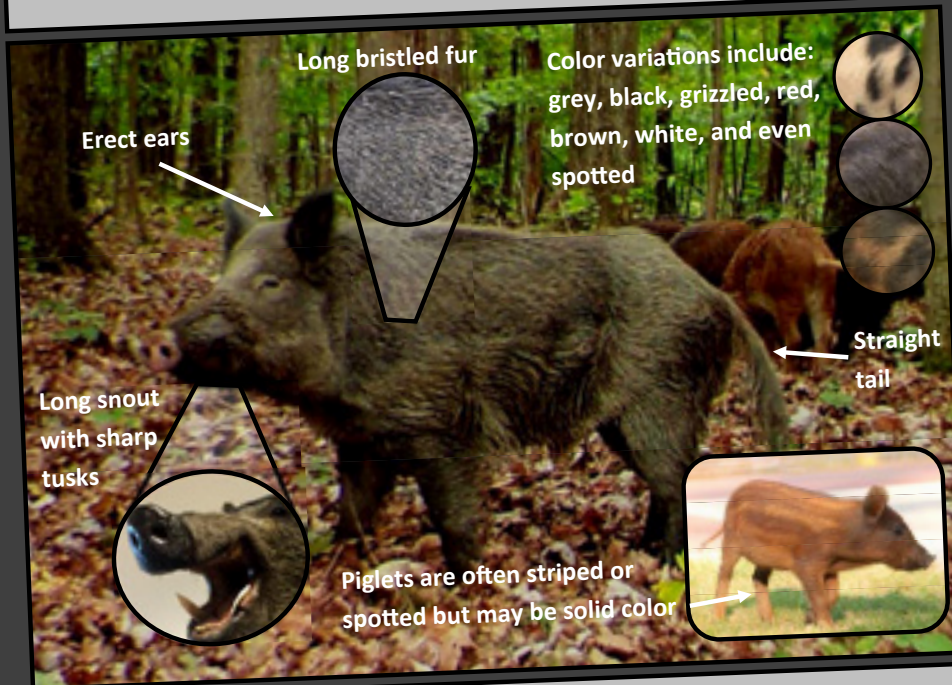 Long bristled fur
Color variations include:
grey, black, grizzled, red,
brown, white, and even
spotted
Erect ears
Straight
tail
Long snout
with sharp
tusks
Piglets are often striped or
spotted but may be solid color